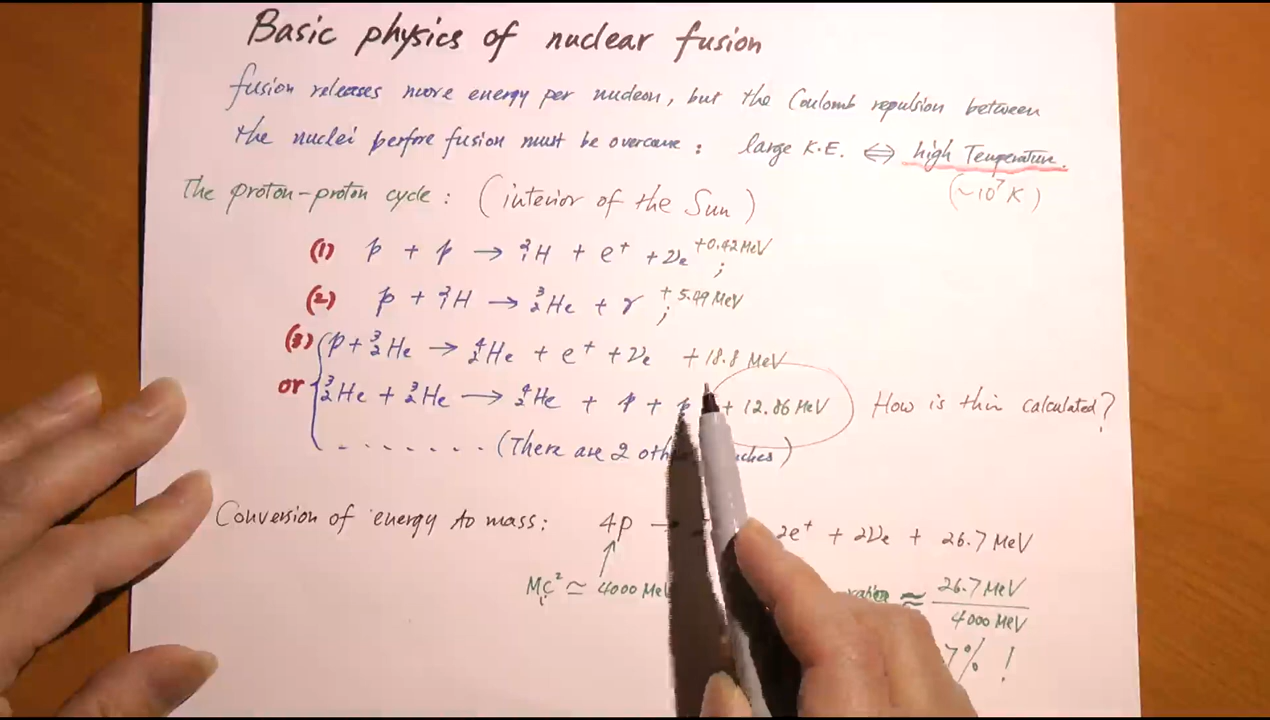 Basic physics of nuclear fusion
fusion releases more energy per nucleon, but the Coulomb repulsion between
the nuclei berfore fusion must be overcame : large K.E. ⇔ high Temperature.
(~10⁷ K)
The proton-proton cycle : (interior of the Sun)
(1) p + p → ²₁H + e⁺ + νe +0.42 MeV ;
(2) p + ²₁H → ³₂He + γ + 5.49 MeV ;
(3) p + ³₂He → ⁴₂He + e⁺ + νe + 18.8 MeV
or ³₂He + ³₂He → ⁴₂He + p + p + 12.86 MeV How is this calculated?
. . . . . . . (There are 2 )
Conversion of energy to mass : 4p → 2e⁺ + 2νe + 26.7 MeV
Mc² ≃ 4000 MeV ≈ 26.7 MeV / 4000 MeV
7% !